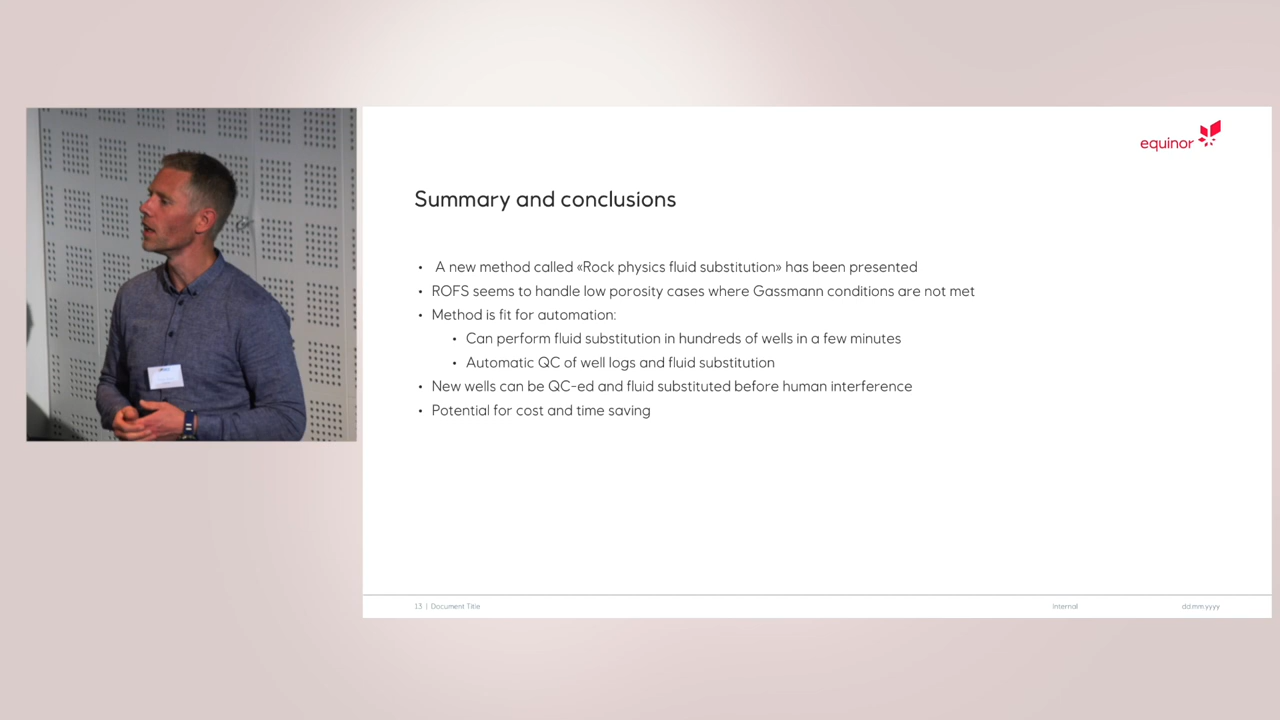 equinor
Summary and conclusions
• A new method called «Rock physics fluid substitution» has been presented
• ROFS seems to handle low porosity cases where Gassmann conditions are not met
• Method is fit for automation:
• Can perform fluid substitution in hundreds of wells in a few minutes
• Automatic QC of well logs and fluid substitution
• New wells can be QC-ed and fluid substituted before human interference
• Potential for cost and time saving
13 | Document Title
Internal
dd.mm.yyyy